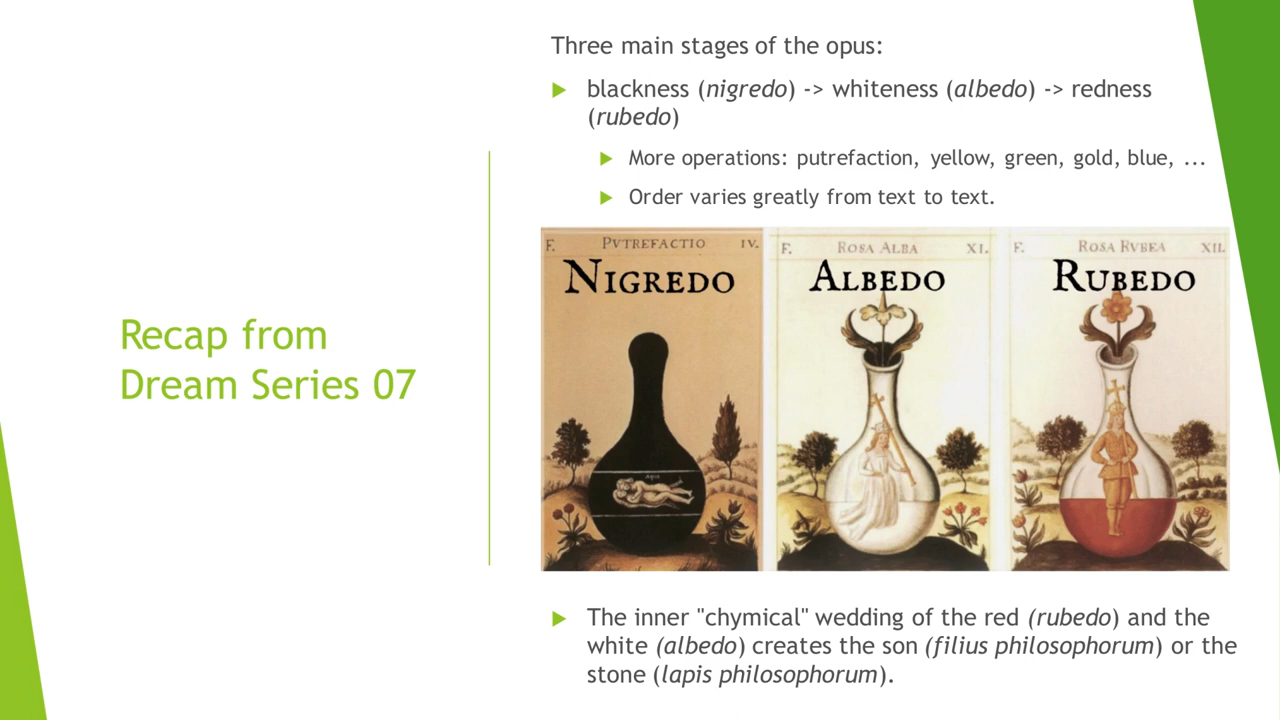 Three main stages of the opus:
blackness (nigredo) -> whiteness (albedo) -> redness
(rubedo)
More operations: putrefaction, yellow, green, gold, blue, ...
Order varies greatly from text to text.
Recap from
Dream Series 07
F. PVTREFACTIO IV.
NIGREDO
AQVA
F. ROSA ALBA XI.
ALBEDO
F. ROSA RVBEA XII.
RUBEDO
The inner "chymical" wedding of the red (rubedo) and the
white (albedo) creates the son (filius philosophorum) or the
stone (lapis philosophorum).